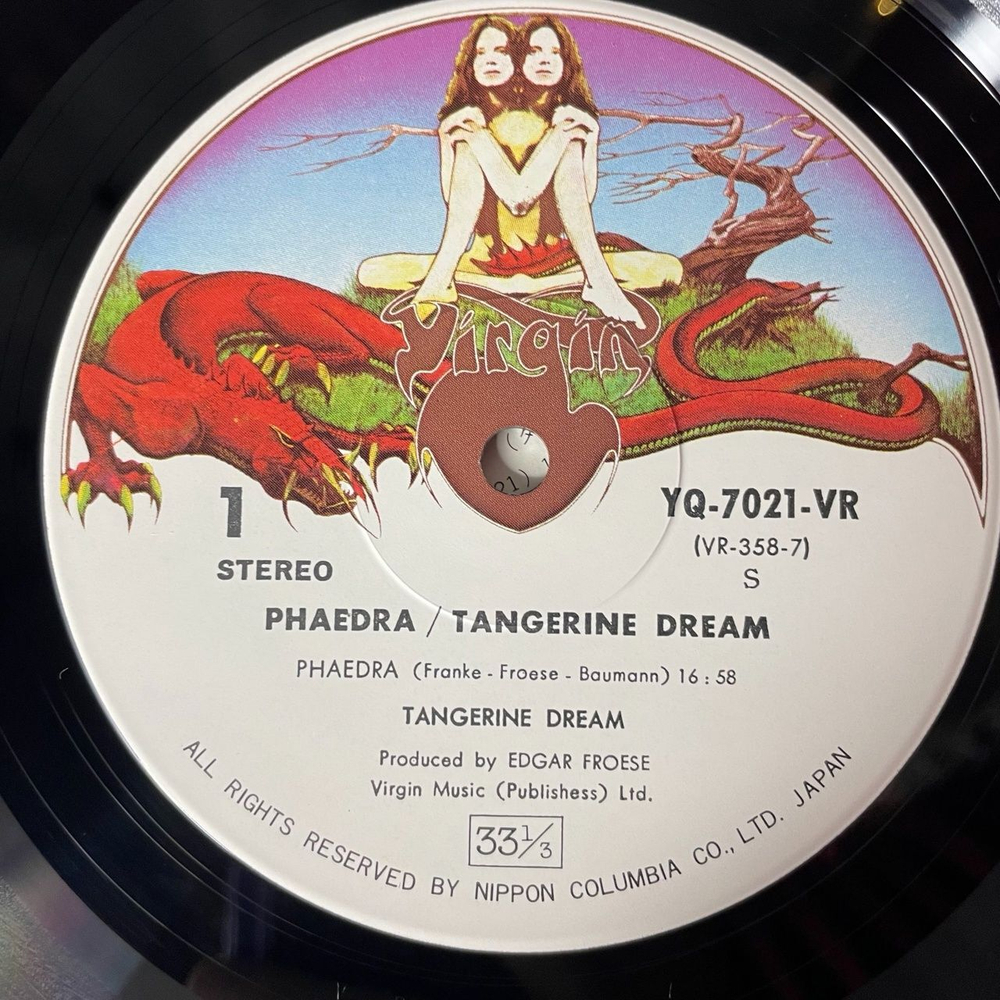 Virgin
1
STEREO
YQ-7021-VR
(VR-358-7)
S
PHAEDRA / TANGERINE DREAM
PHAEDRA (Franke - Froese - Baumann) 16 : 58
TANGERINE DREAM
Produced by EDGAR FROESE
Virgin Music (Publishess) Ltd.
33 1/3
ALL RIGHTS RESERVED BY NIPPON COLUMBIA CO., LTD. JAPAN